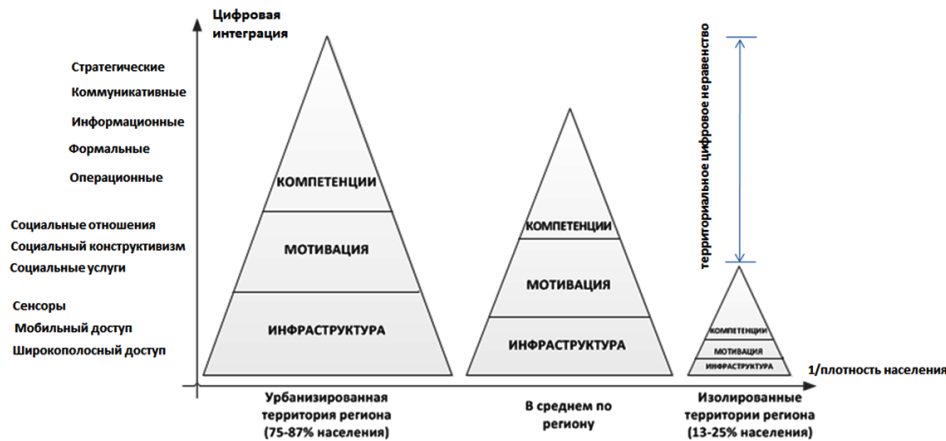 Цифровая
интеграция
Стратегические
Коммуникативные
Информационные
Формальные
Операционные
Социальные отношения
Социальный конструктивизм
Социальные услуги
Сенсоры
Мобильный доступ
Широкополосный доступ
КОМПЕТЕНЦИИ
МОТИВАЦИЯ
ИНФРАСТРУКТУРА
КОМПЕТЕНЦИИ
МОТИВАЦИЯ
ИНФРАСТРУКТУРА
территориальное цифровое неравенство
КОМПЕТЕНЦИИ
МОТИВАЦИЯ
ИНФРАСТРУКТУРА
1/плотность населения
Урбанизированная
территория региона
(75-87% населения)
В среднем по
региону
Изолированные
территории региона
(13-25% населения)